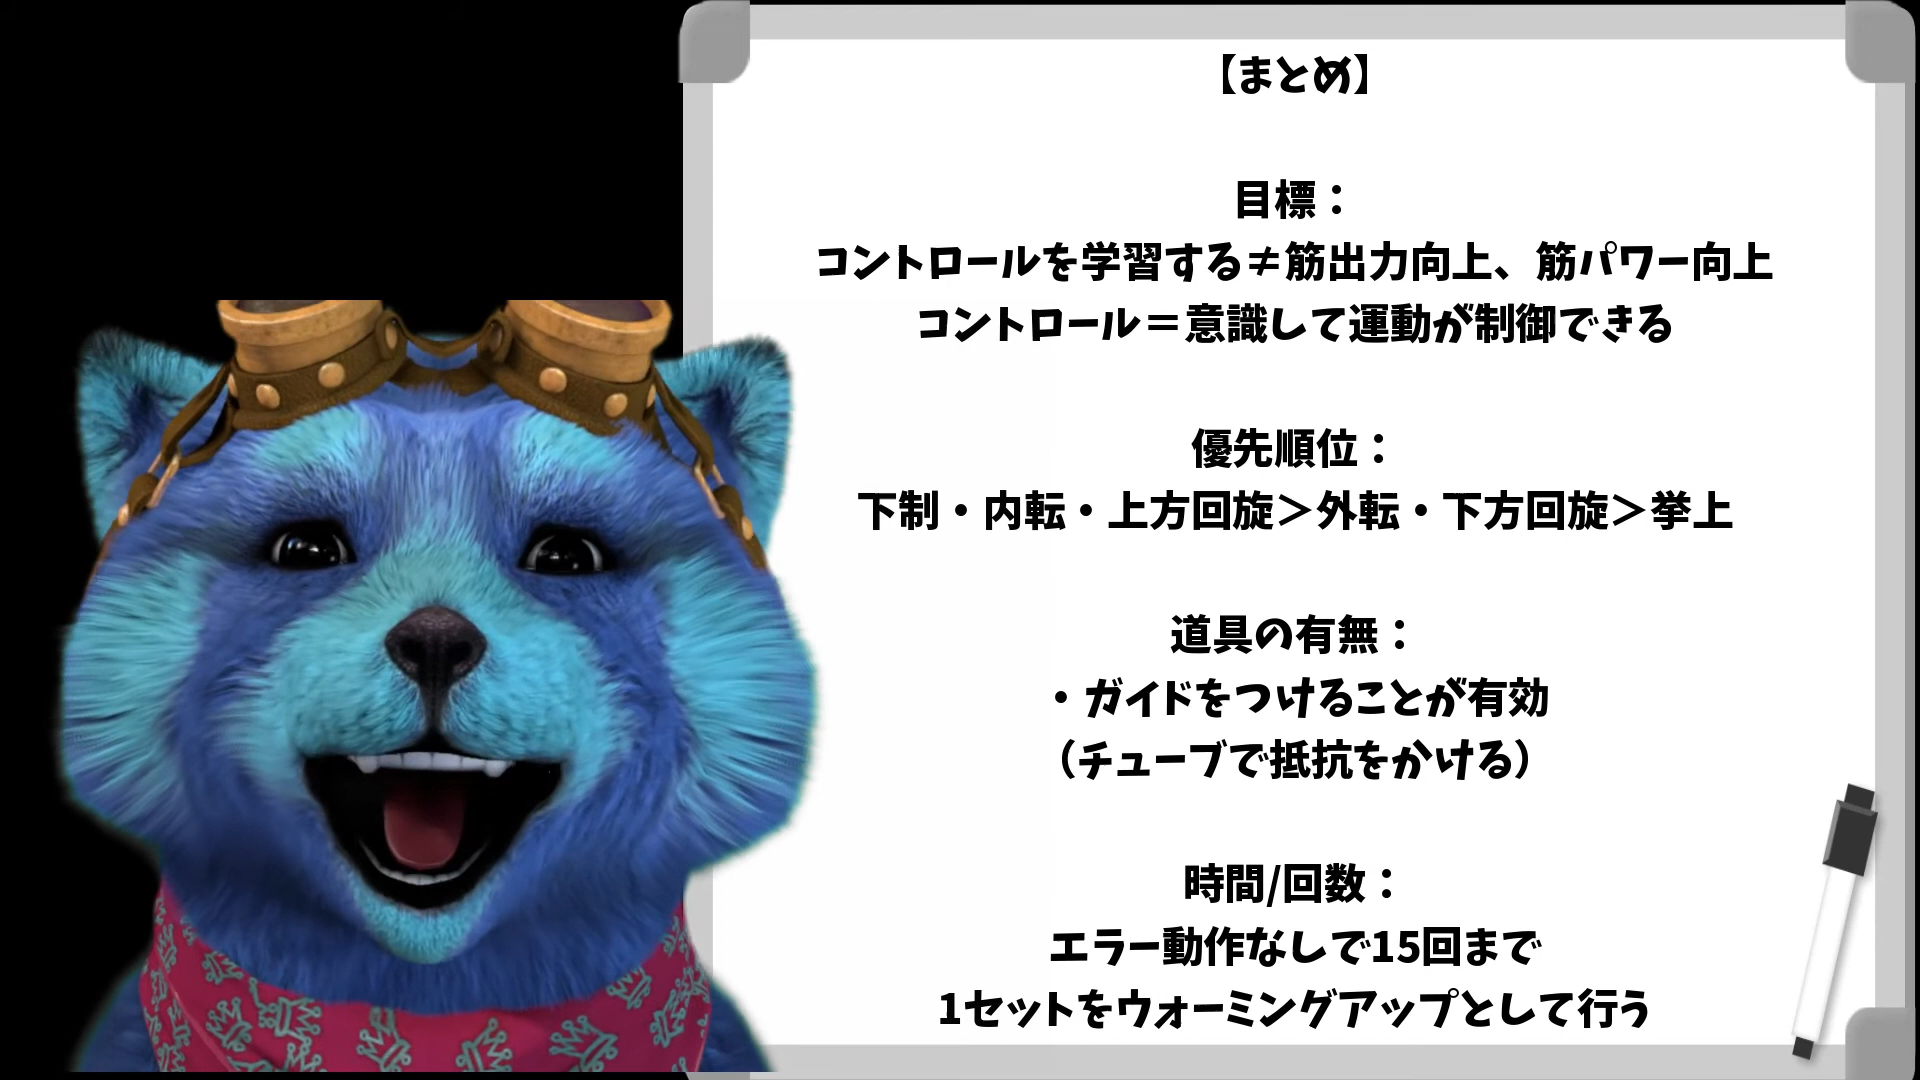 【まとめ】
目標：
コントロールを学習する≠筋出力向上、筋パワー向上
コントロール＝意識して運動が制御できる
優先順位：
下制・内転・上方回旋＞外転・下方回旋＞挙上
道具の有無：
・ガイドをつけることが有効
（チューブで抵抗をかける）
時間/回数：
エラー動作なしで15回まで
1セットをウォーミングアップとして行う